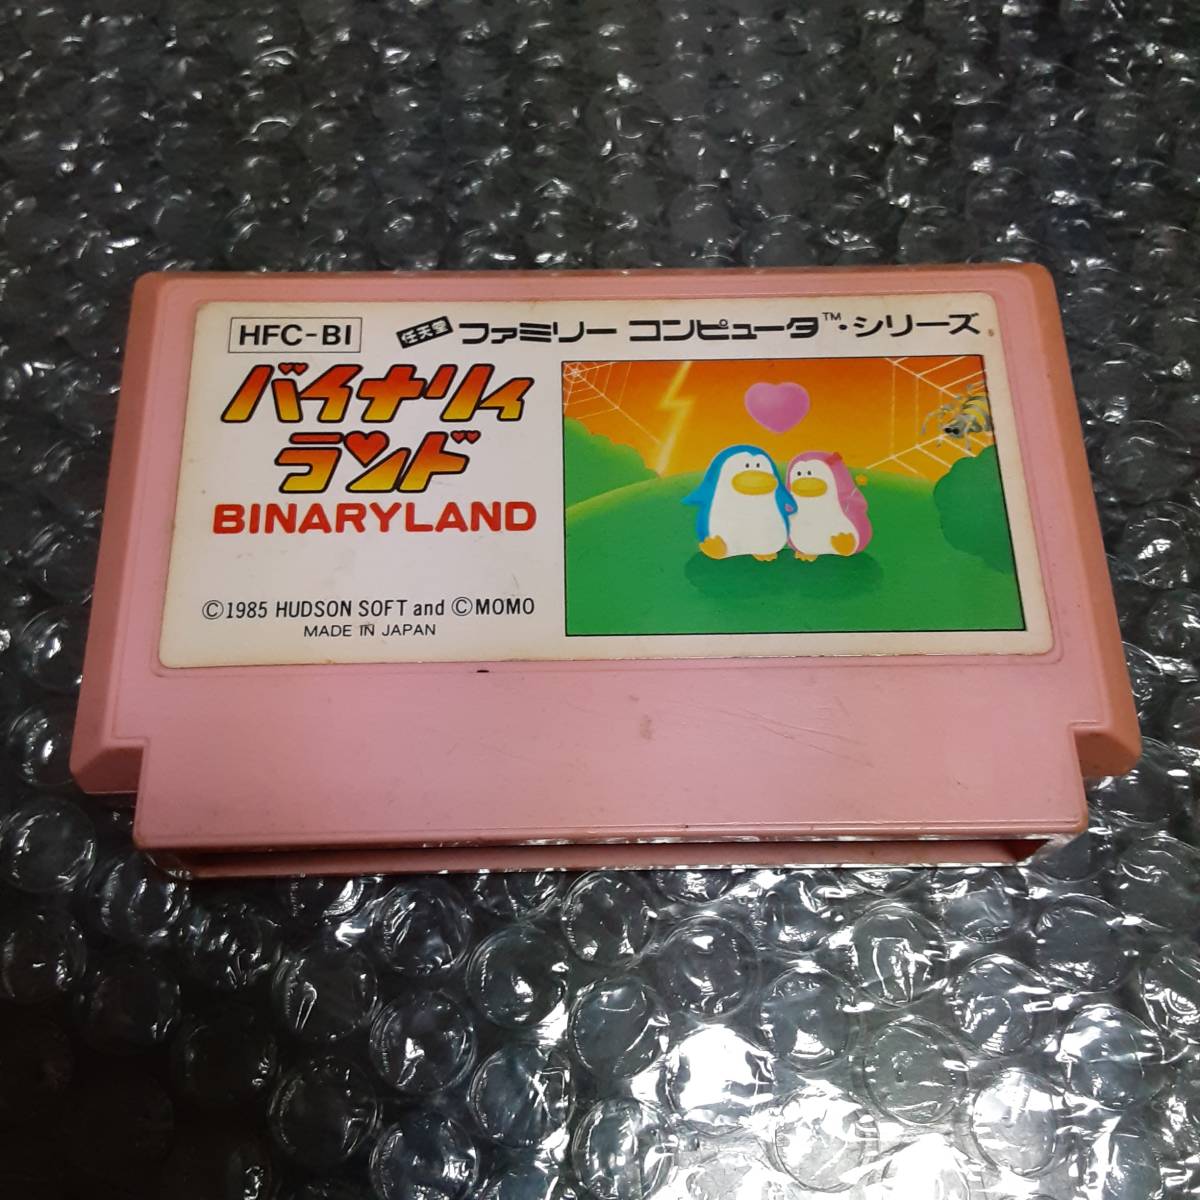 HFC-BI
任天堂 ファミリー コンピュータ™・シリーズ
バイナリィ
ランド
BINARYLAND
©1985 HUDSON SOFT and ©MOMO
MADE IN JAPAN